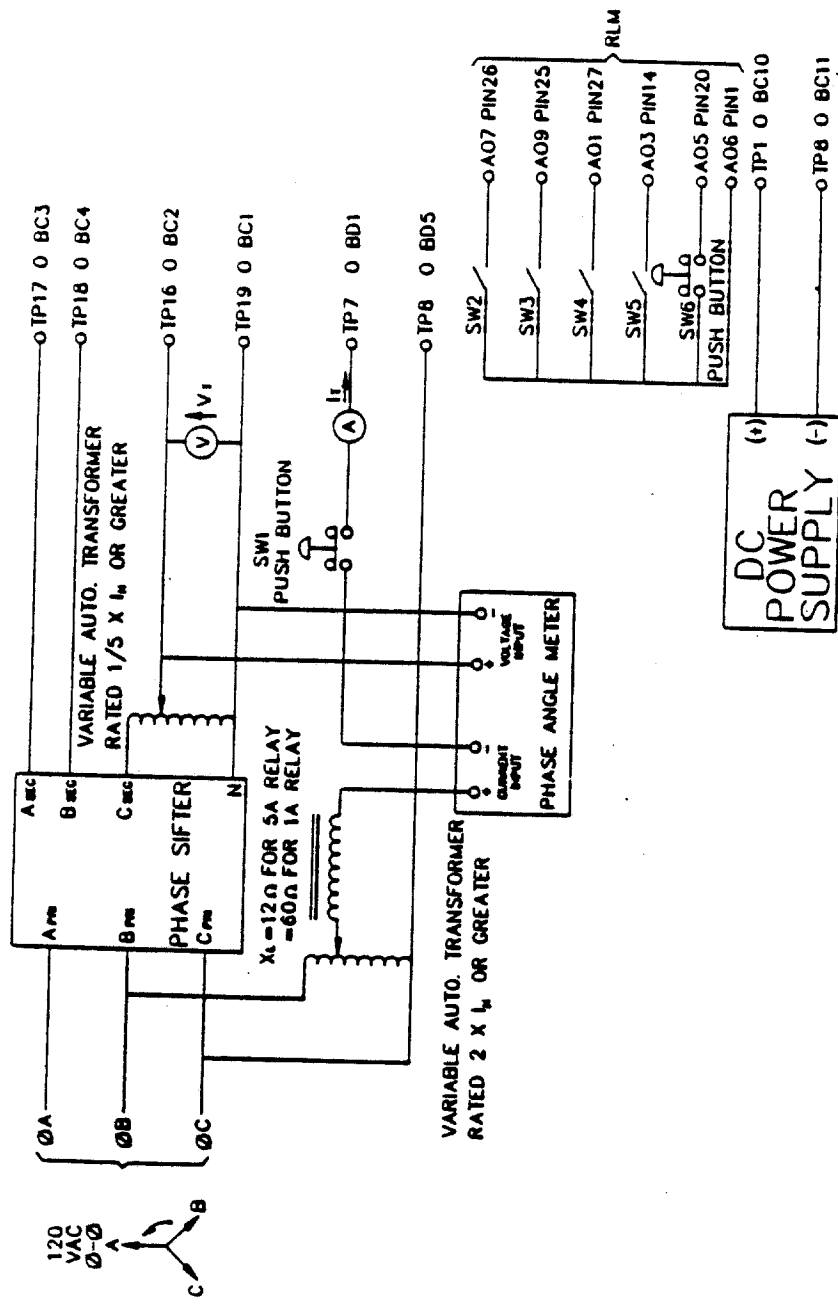 120
VAC
Ø-Ø
A
B
C
ØA
ØB
ØC
A PRI
B PRI
C PRI
PHASE SIFTER
A SEC
B SEC
C SEC
N
VARIABLE AUTO. TRANSFORMER
RATED 1/5 X IN OR GREATER
XL=12Ω FOR 5A RELAY
=60Ω FOR 1A RELAY
VARIABLE AUTO. TRANSFORMER
RATED 2 X IN OR GREATER
+ -
CURRENT
INPUT
+ -
VOLTAGE
INPUT
PHASE ANGLE METER
SW1
PUSH BUTTON
V
A
IT
TP17 O BC3
TP18 O BC4
TP16 O BC2
TP19 O BC1
TP7 O BD1
TP8 O BD5
SW2
SW3
SW4
SW5
SW6
PUSH BUTTON
AO7 PIN26
AO9 PIN25
AO1 PIN27
AO3 PIN14
AO5 PIN20
AO6 PIN1
RLM
DC
POWER
SUPPLY
(+)
(-)
TP1 O BC10
TP8 O BC11